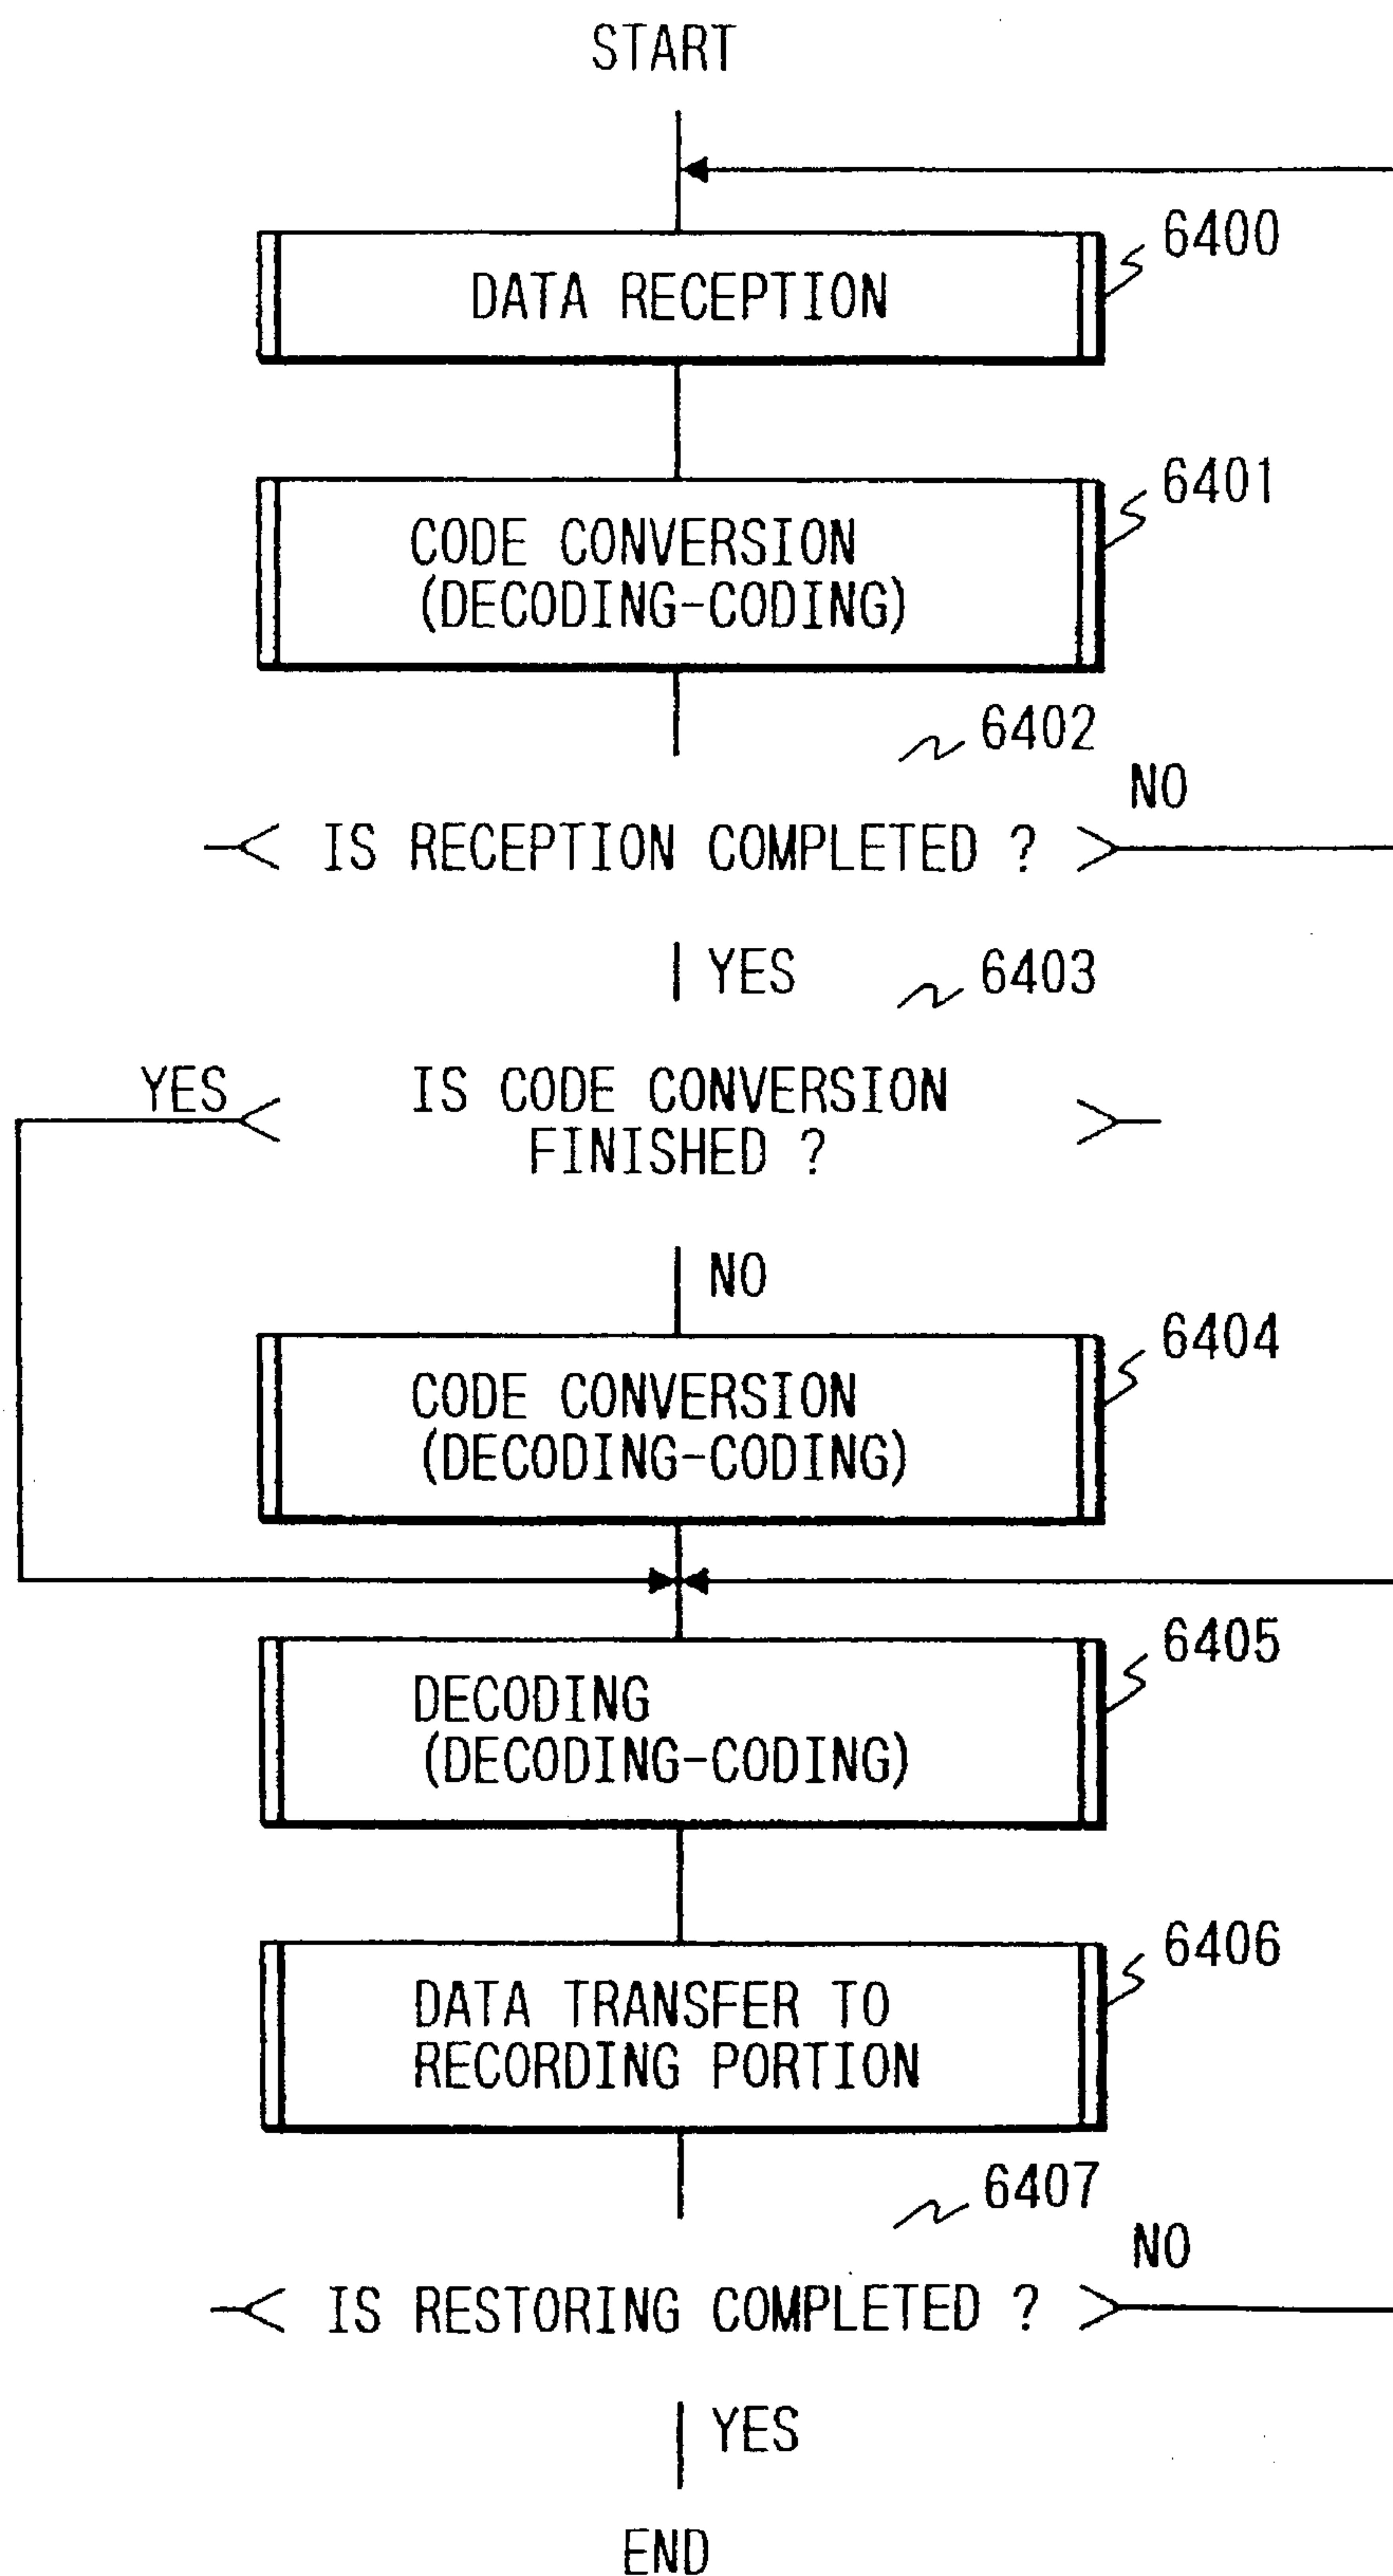 START
6400
DATA RECEPTION
6401
CODE CONVERSION
(DECODING-CODING)
6402
NO
IS RECEPTION COMPLETED ?
YES
6403
YES
IS CODE CONVERSION
FINISHED ?
NO
6404
CODE CONVERSION
(DECODING-CODING)
6405
DECODING
(DECODING-CODING)
6406
DATA TRANSFER TO
RECORDING PORTION
6407
NO
IS RESTORING COMPLETED ?
YES
END